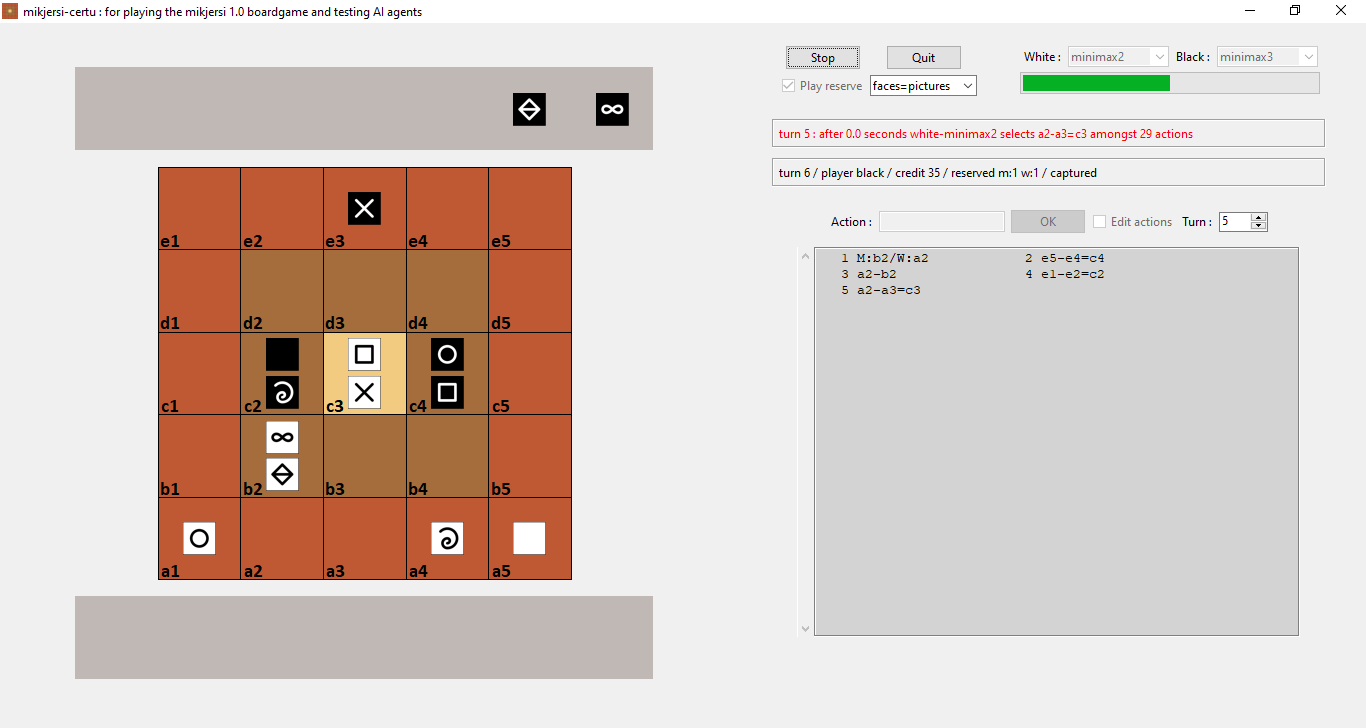 mikjersi-certu : for playing the mikjersi 1.0 boardgame and testing AI agents
Stop Quit White : minimax2 Black : minimax3
Play reserve faces=pictures
turn 5 : after 0.0 seconds white-minimax2 selects a2-a3=c3 amongst 29 actions
turn 6 / player black / credit 35 / reserved m:1 w:1 / captured
Action : OK Edit actions Turn : 5
1 M:b2/W:a2 2 e5-e4=c4
3 a2-b2 4 e1-e2=c2
5 a2-a3=c3
e1 e2 e3 e4 e5
d1 d2 d3 d4 d5
c1 c2 c3 c4 c5
b1 b2 b3 b4 b5
a1 a2 a3 a4 a5